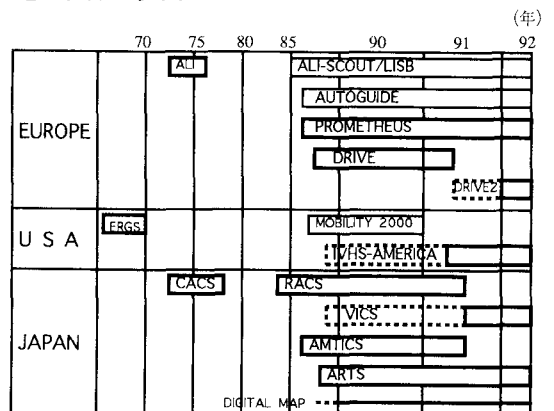 (年)
70 75 80 85 90 91 92
ALI ALI-SCOUT/LISB
AUTOGUIDE
PROMETHEUS
EUROPE
DRIVE
DRIVE2
ERGS MOBILITY 2000
USA
IVHS-AMERICA
CACS RACS
VICS
JAPAN
AMTICS
ARTS
DIGITAL MAP